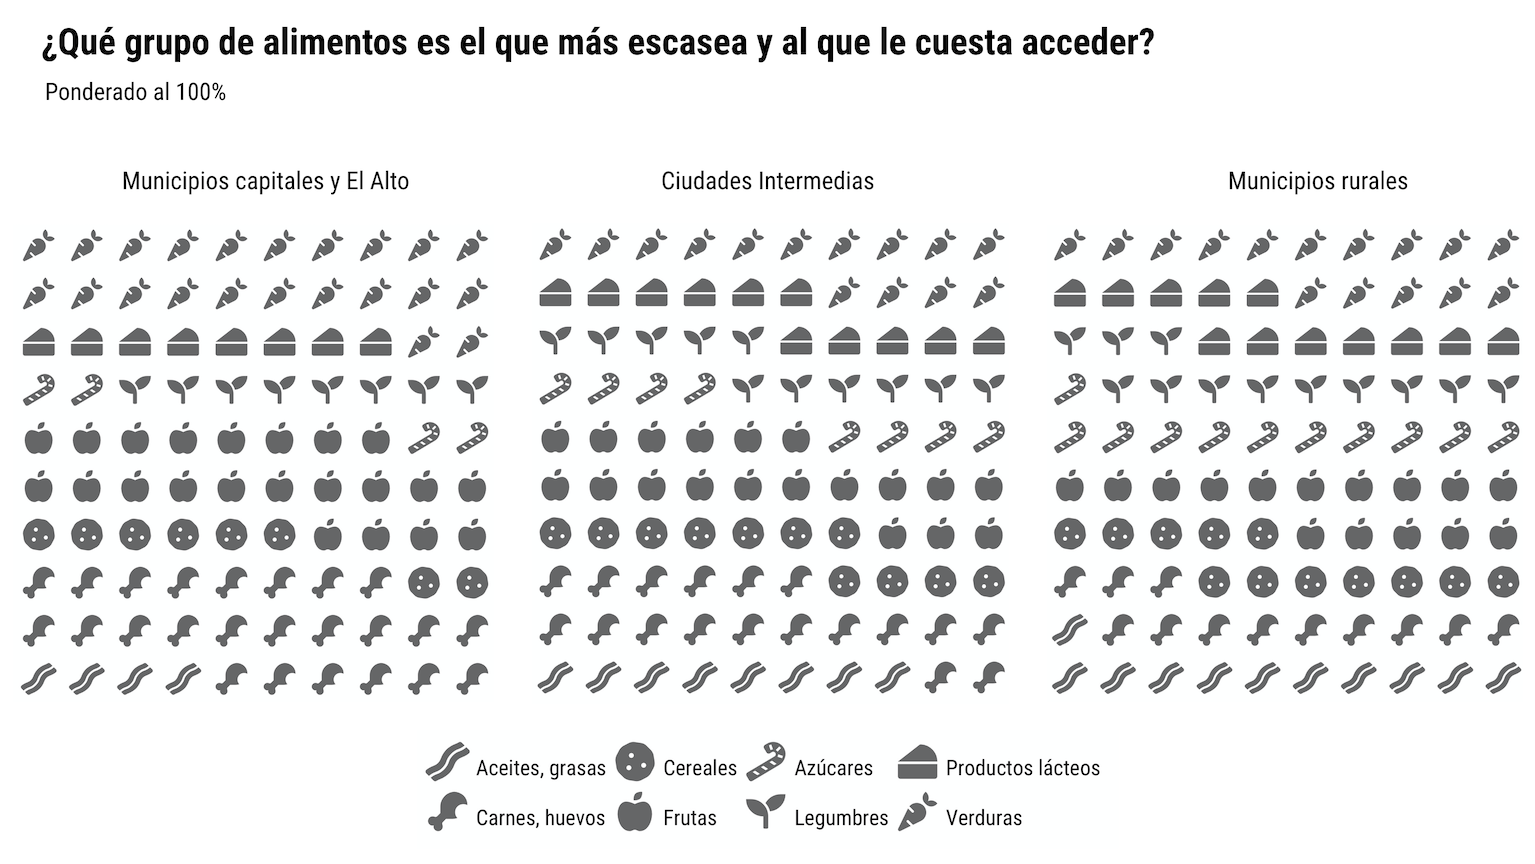 ¿Qué grupo de alimentos es el que más escasea y al que le cuesta acceder?
Ponderado al 100%
Municipios capitales y El Alto
Ciudades Intermedias
Municipios rurales
Aceites, grasas
Cereales
Azúcares
Productos lácteos
Carnes, huevos
Frutas
Legumbres
Verduras